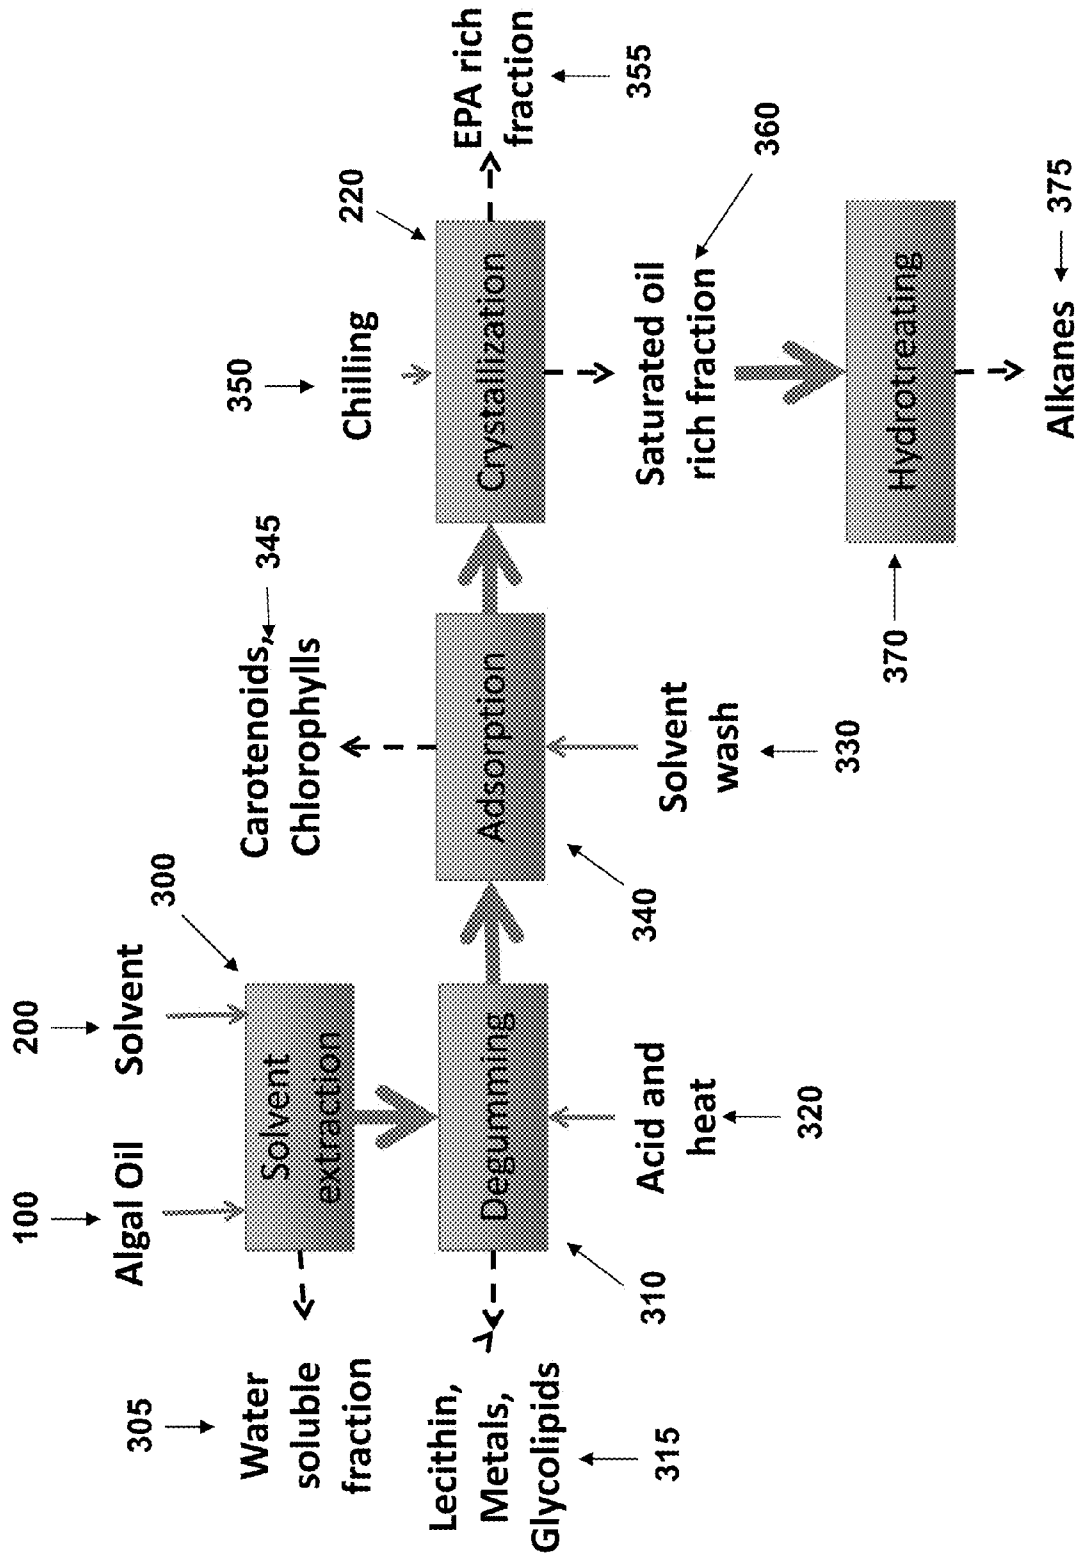 100
200
Algal Oil
Solvent
300
305
Water
soluble
fraction
Solvent
extraction
Carotenoids,
Chlorophylls
345
350
Chilling
220
Lecithin,
Metals,
Glycolipids
315
Degumming
310
Acid and
heat
320
Adsorption
340
Solvent
wash
330
Crystallization
EPA rich
fraction
355
Saturated oil
rich fraction
360
Hydrotreating
370
Alkanes
375